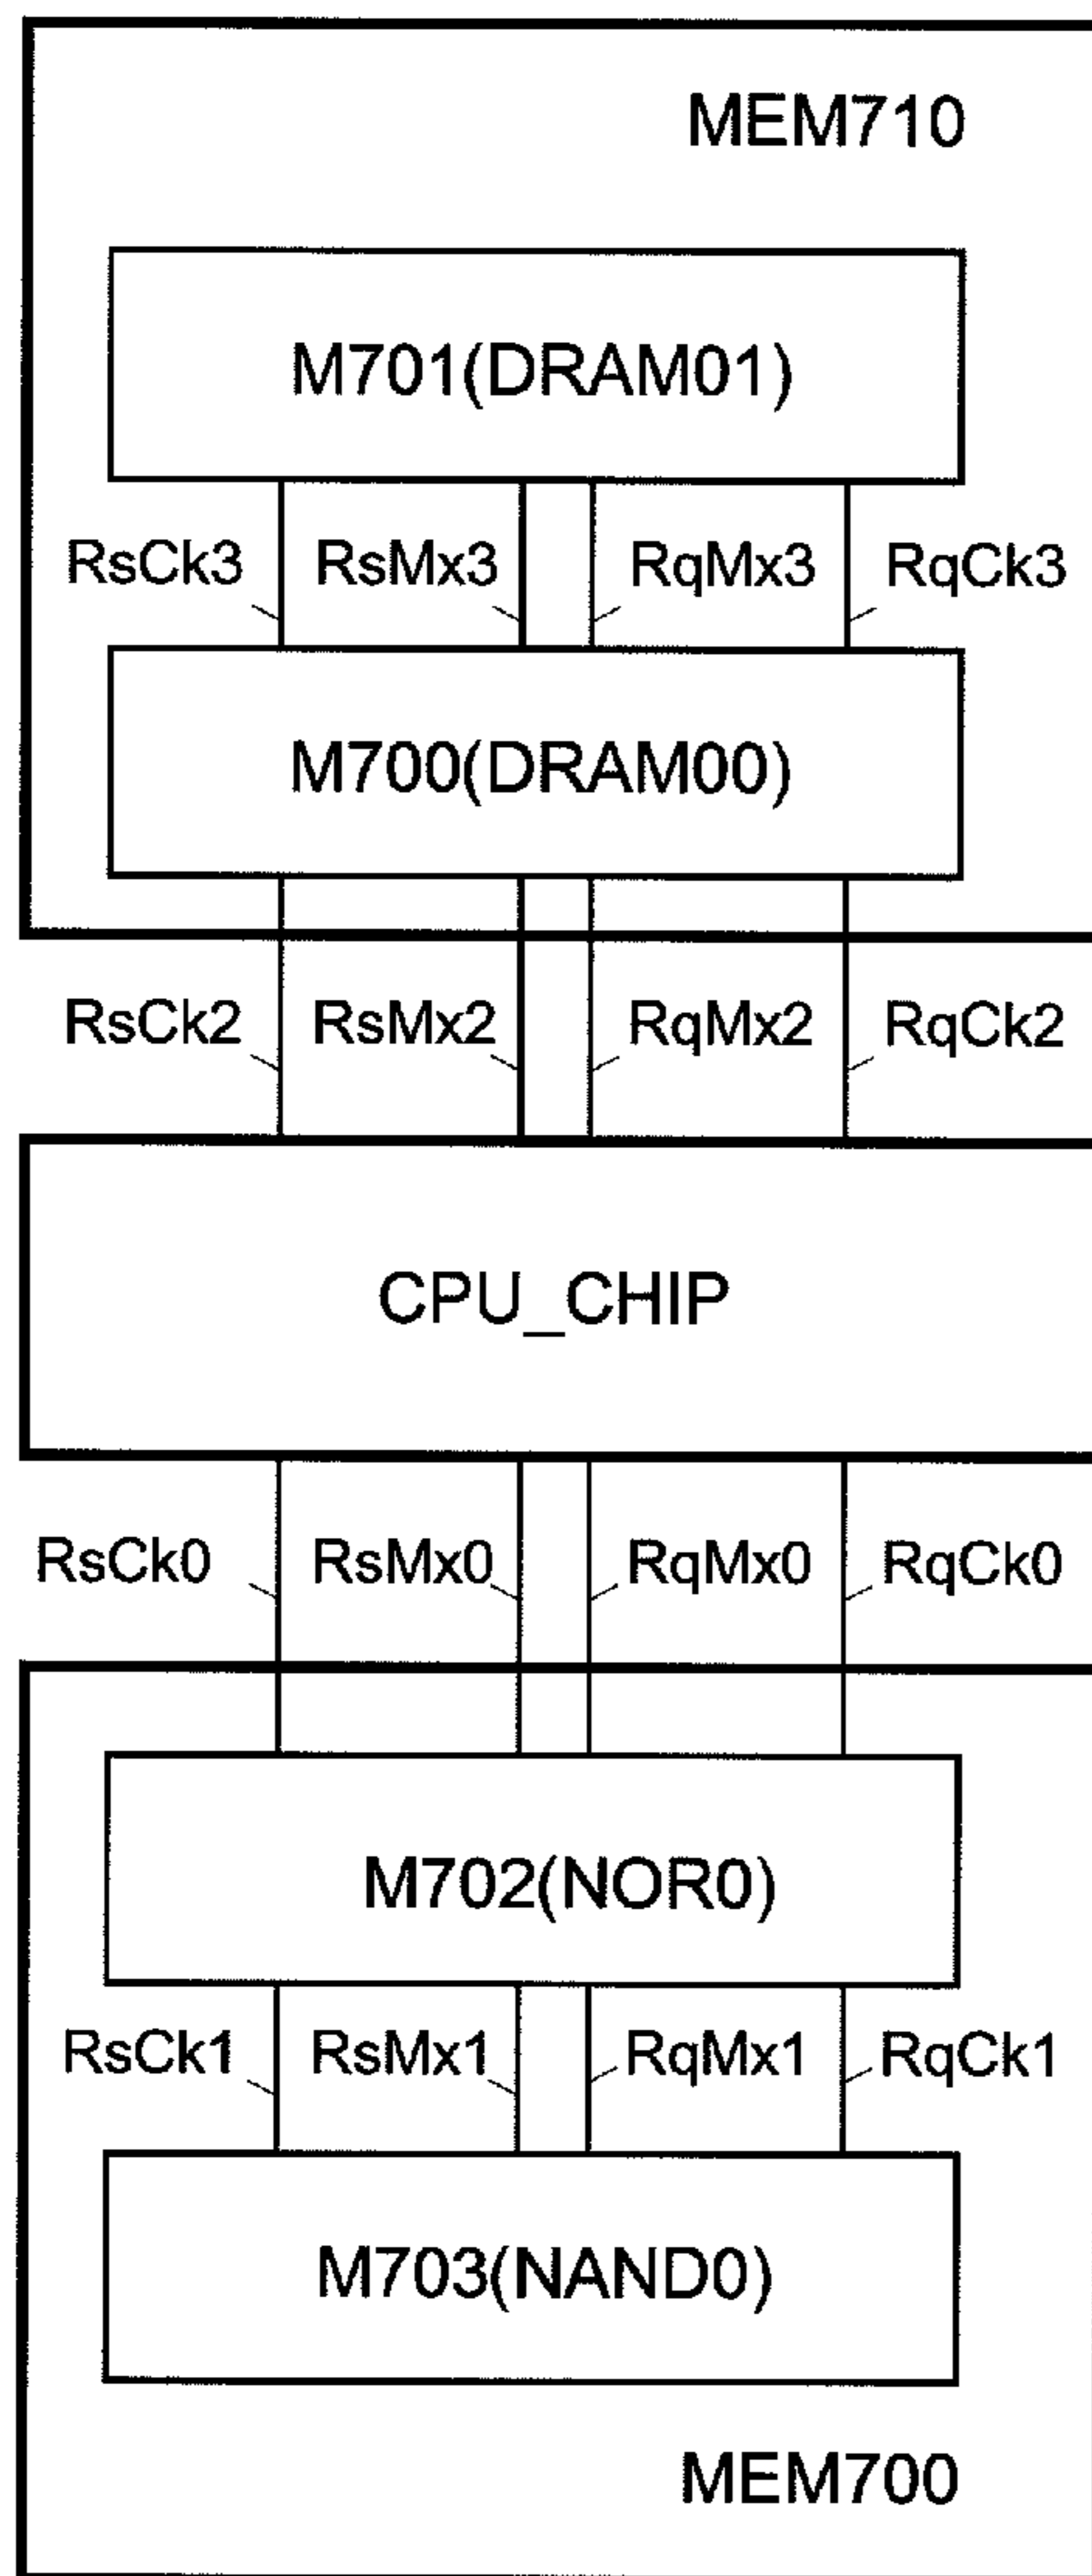 MEM710
M701(DRAM01)
RsCk3 RsMx3 RqMx3 RqCk3
M700(DRAM00)
RsCk2 RsMx2 RqMx2 RqCk2
CPU_CHIP
RsCk0 RsMx0 RqMx0 RqCk0
M702(NOR0)
RsCk1 RsMx1 RqMx1 RqCk1
M703(NAND0)
MEM700